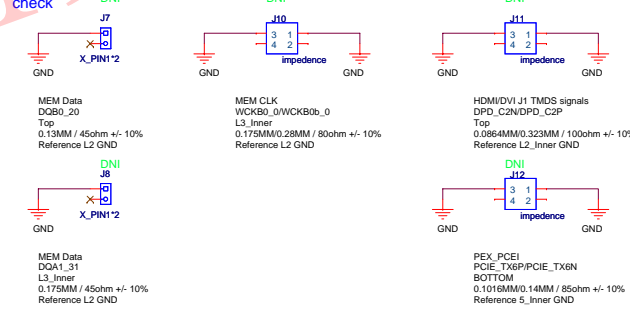 check
DNI
J7
X_PIN1*2
GND
MEM Data
DQB0_20
Top
0.13MM / 45ohm +/- 10%
Reference L2 GND
DNI
J10
3 1
4 2
impedence
GND
GND
MEM CLK
WCKB0_0/WCKB0b_0
L3_Inner
0.175MM/0.28MM / 80ohm +/- 10%
Reference L2 GND
DNI
J11
3 1
4 2
impedence
GND
GND
HDMI/DVI J1 TMDS signals
DPD_C2N/DPD_C2P
Top
0.0864MM/0.323MM / 100ohm +/- 10%
Reference L2_Inner GND
DNI
J8
X_PIN1*2
GND
MEM Data
DQA1_31
L3_Inner
0.175MM / 45ohm +/- 10%
Reference L2 GND
DNI
J12
3 1
4 2
impedence
GND
GND
PEX_PCEI
PCIE_TX6P/PCIE_TX6N
BOTTOM
0.1016MM/0.14MM / 85ohm +/- 10%
Reference 5_Inner GND